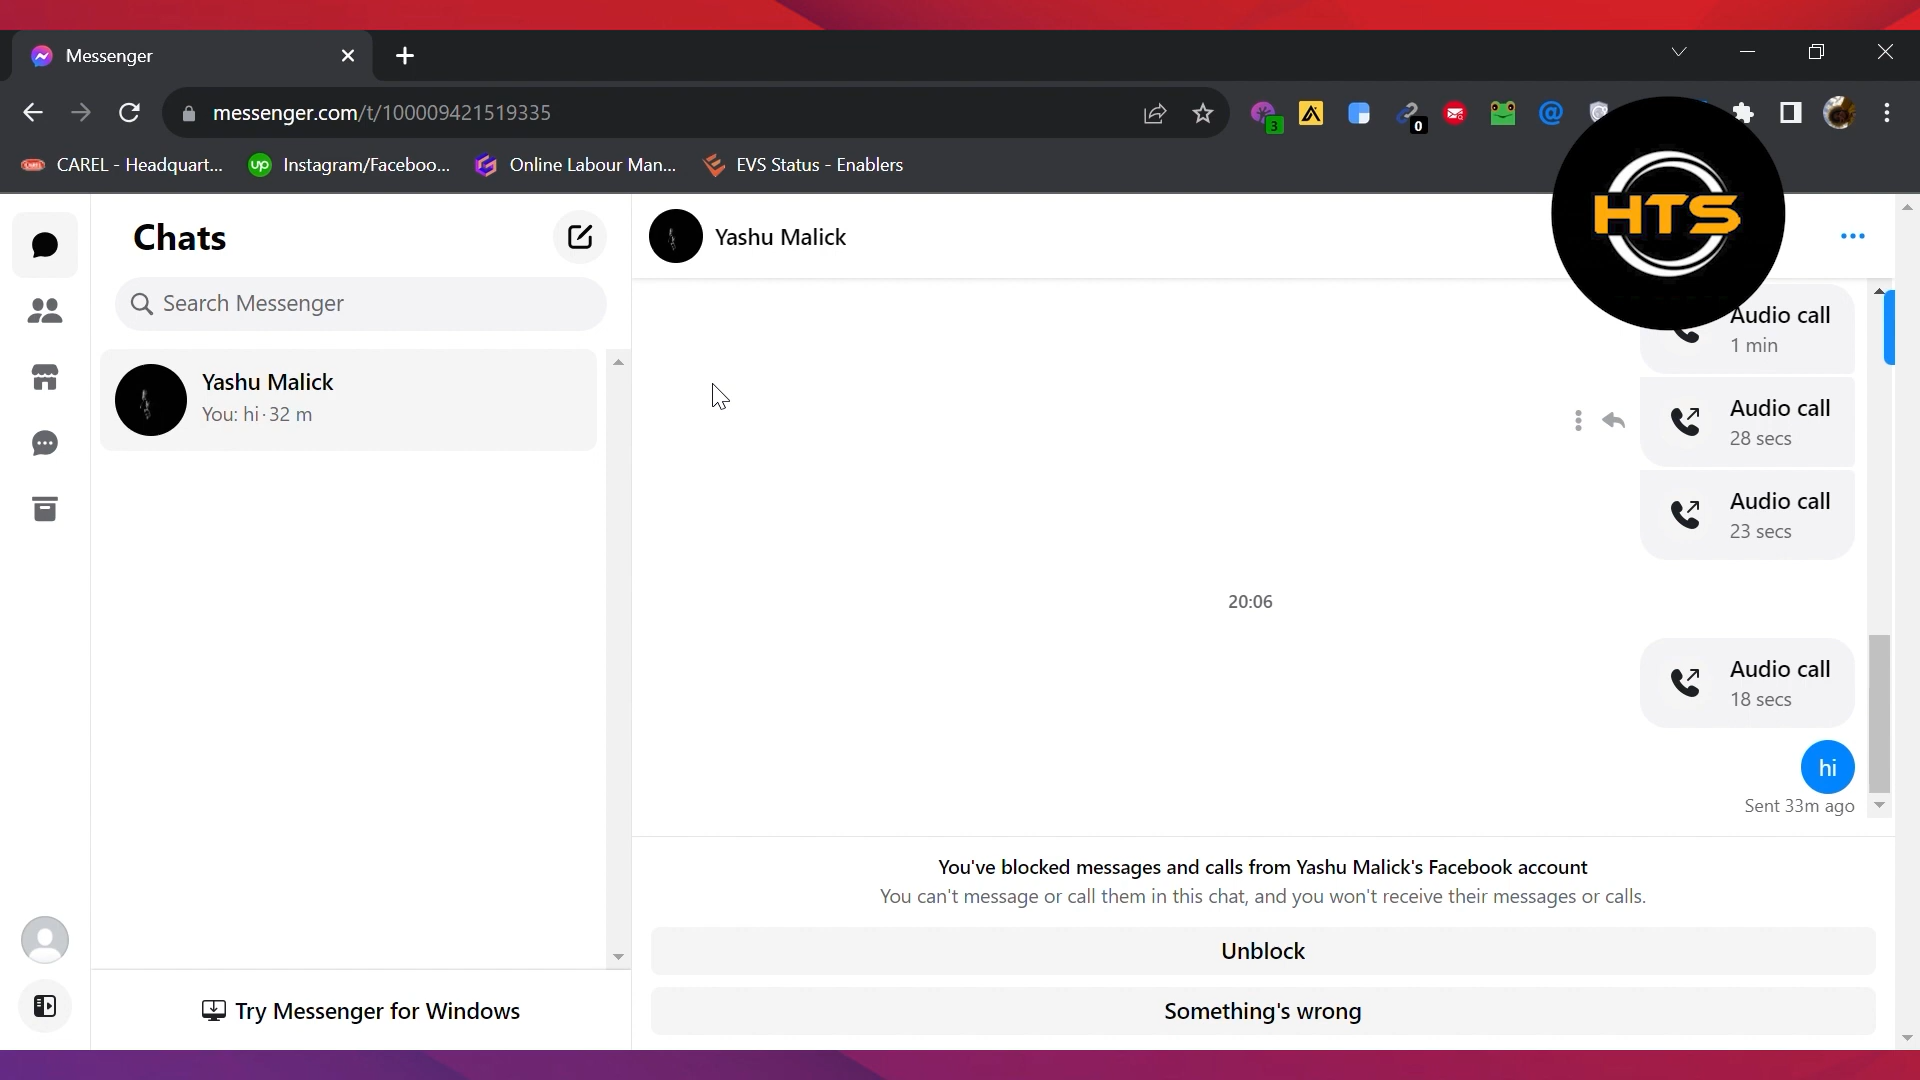 Messenger
messenger.com/t/100009421519335
3
0
CAREL - Headquart...
up
Instagram/Faceboo...
Online Labour Man...
EVS Status - Enablers
HTS
Chats
Search Messenger
Yashu Malick
You: hi · 32 m
Try Messenger for Windows
Yashu Malick
Audio call
1 min
Audio call
28 secs
Audio call
23 secs
20:06
Audio call
18 secs
hi
Sent 33m ago
You've blocked messages and calls from Yashu Malick's Facebook account
You can't message or call them in this chat, and you won't receive their messages or calls.
Unblock
Something's wrong